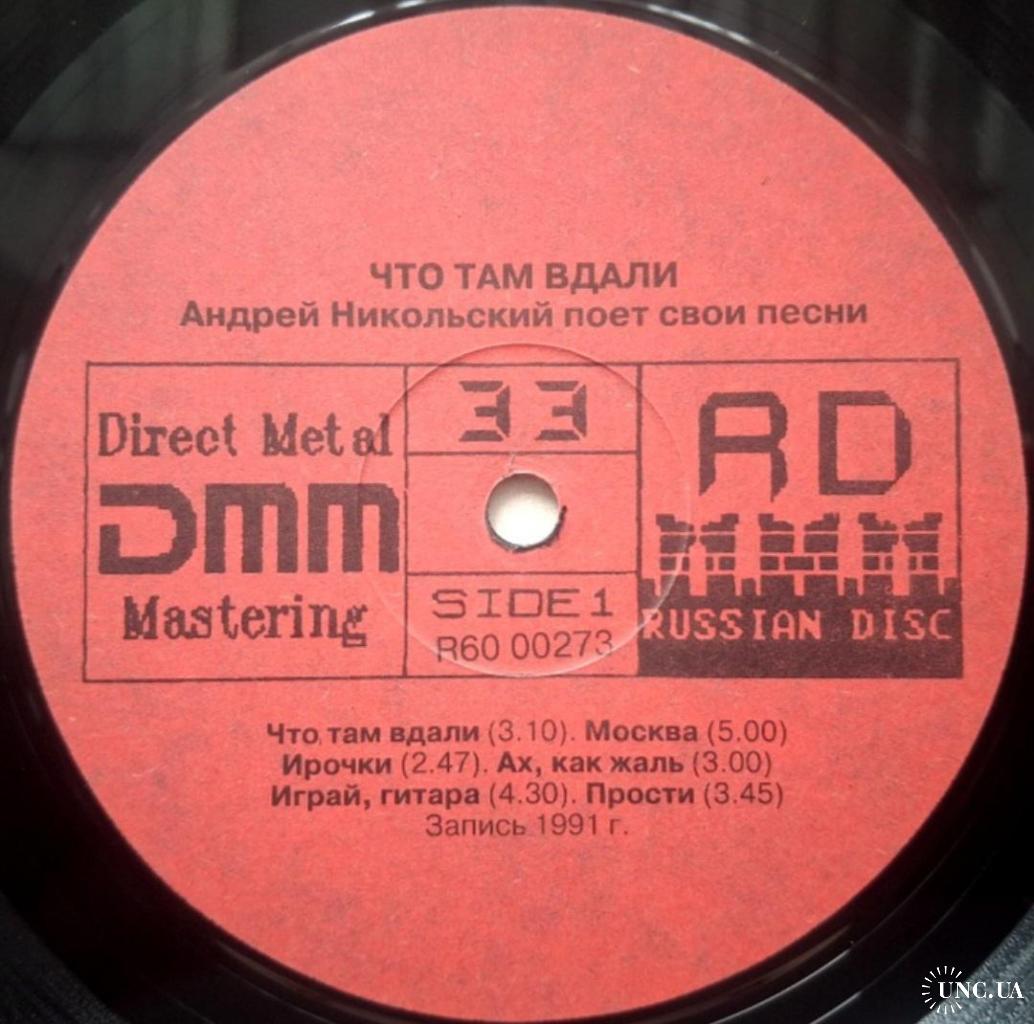 ЧТО ТАМ ВДАЛИ
Андрей Никольский поет свои песни
Direct Metal
DMM
Mastering
33
SIDE 1
R60 00273
RD
RUSSIAN DISC
Что там вдали (3.10). Москва (5.00)
Ирочки (2.47). Ах, как жаль (3.00)
Играй, гитара (4.30). Прости (3.45)
Запись 1991 г.
UNC.UA